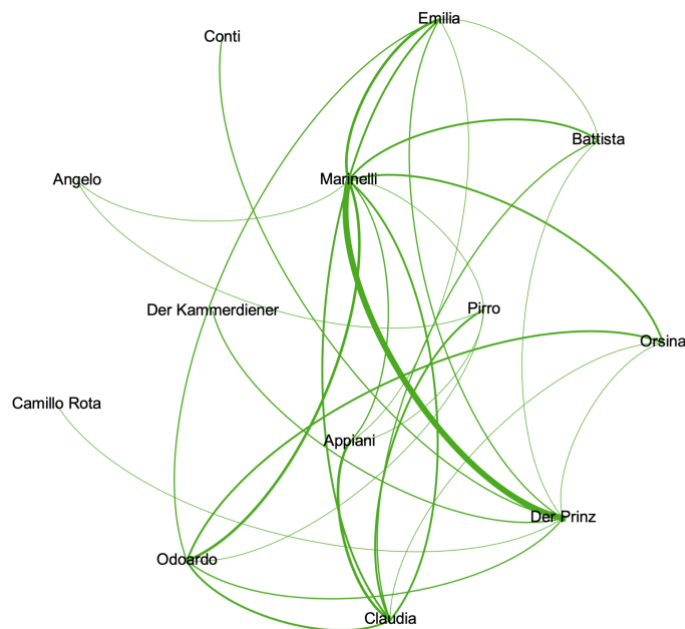 Emilia
Conti
Battista
Angelo
Marinelli
Der Kammerdiener
Pirro
Orsina
Camillo Rota
Appiani
Der Prinz
Odoardo
Claudia